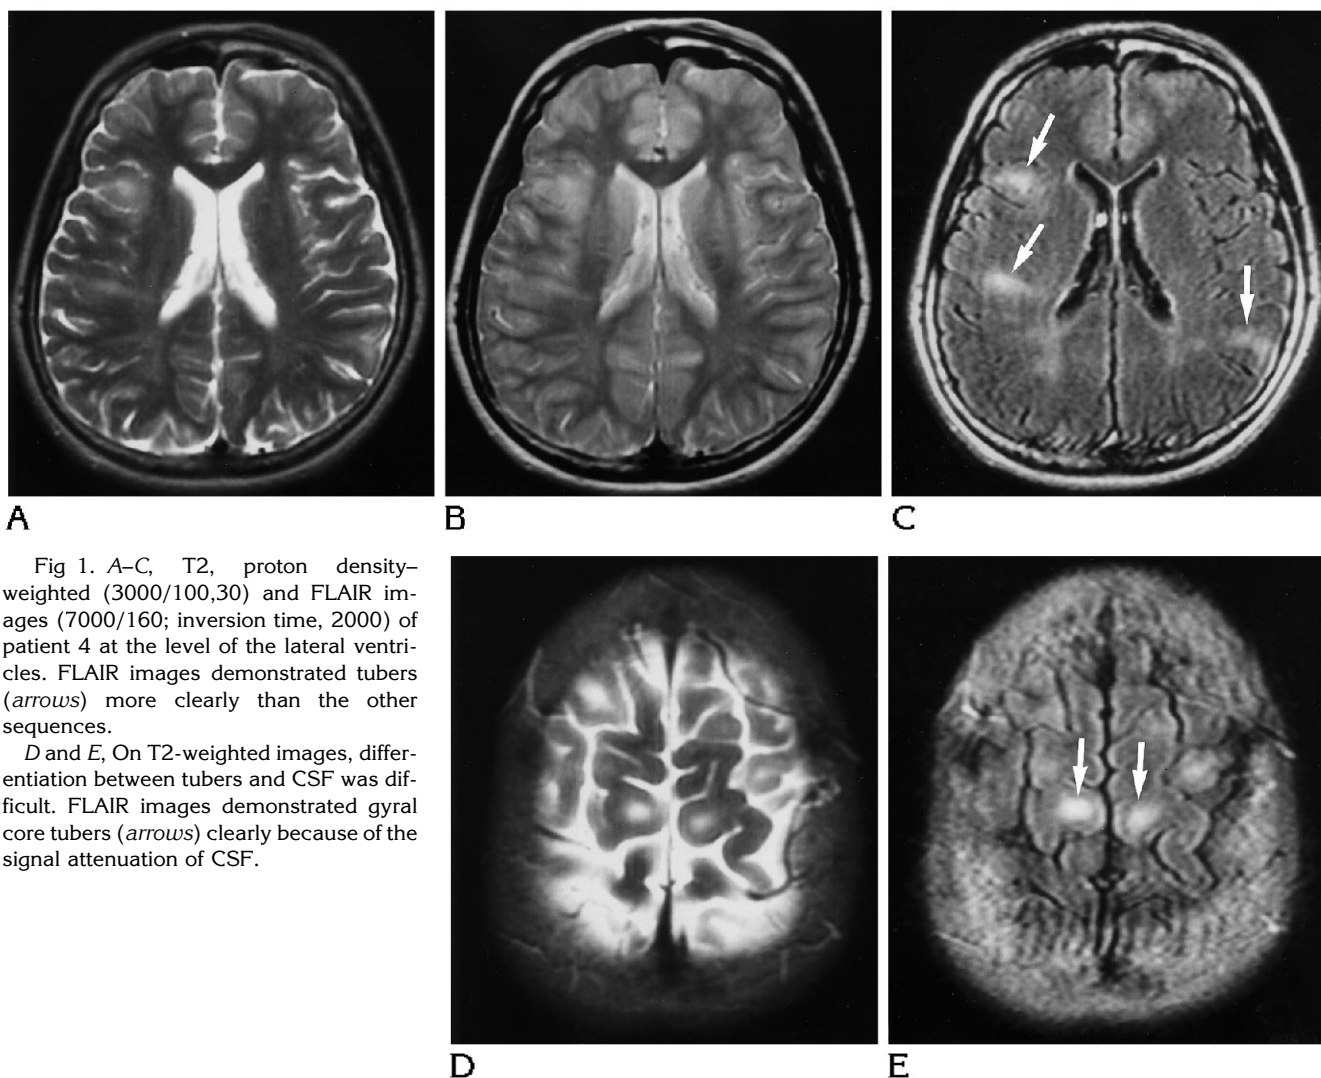 A
B
C
Fig 1. A–C, T2, proton density–
weighted (3000/100,30) and FLAIR im-
ages (7000/160; inversion time, 2000) of
patient 4 at the level of the lateral ventri-
cles. FLAIR images demonstrated tubers
(arrows) more clearly than the other
sequences.
D and E, On T2-weighted images, differ-
entiation between tubers and CSF was dif-
ficult. FLAIR images demonstrated gyral
core tubers (arrows) clearly because of the
signal attenuation of CSF.
D
E